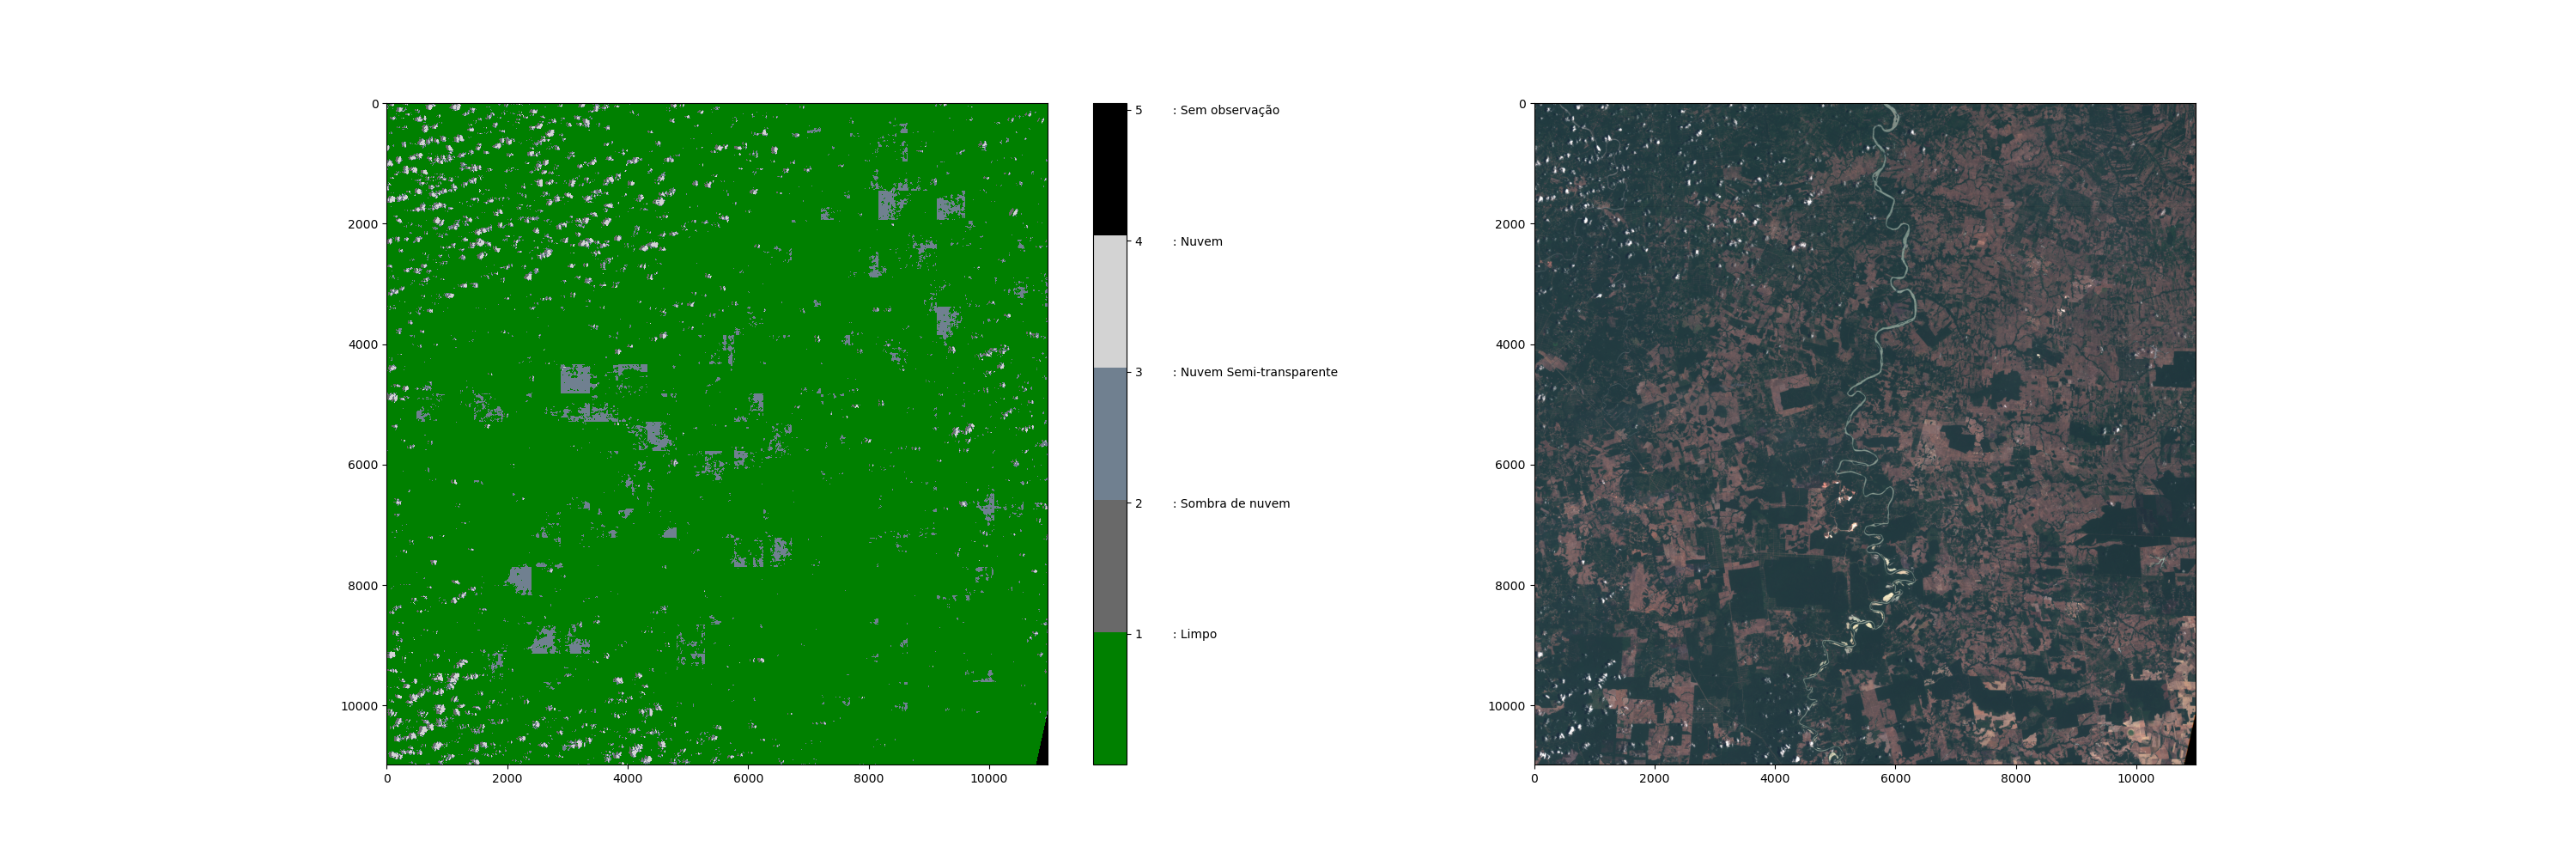 0
2000
4000
6000
8000
10000
0 2000 4000 6000 8000 10000
5 : Sem observação
4 : Nuvem
3 : Nuvem Semi-transparente
2 : Sombra de nuvem
1 : Limpo
0
2000
4000
6000
8000
10000
0 2000 4000 6000 8000 10000